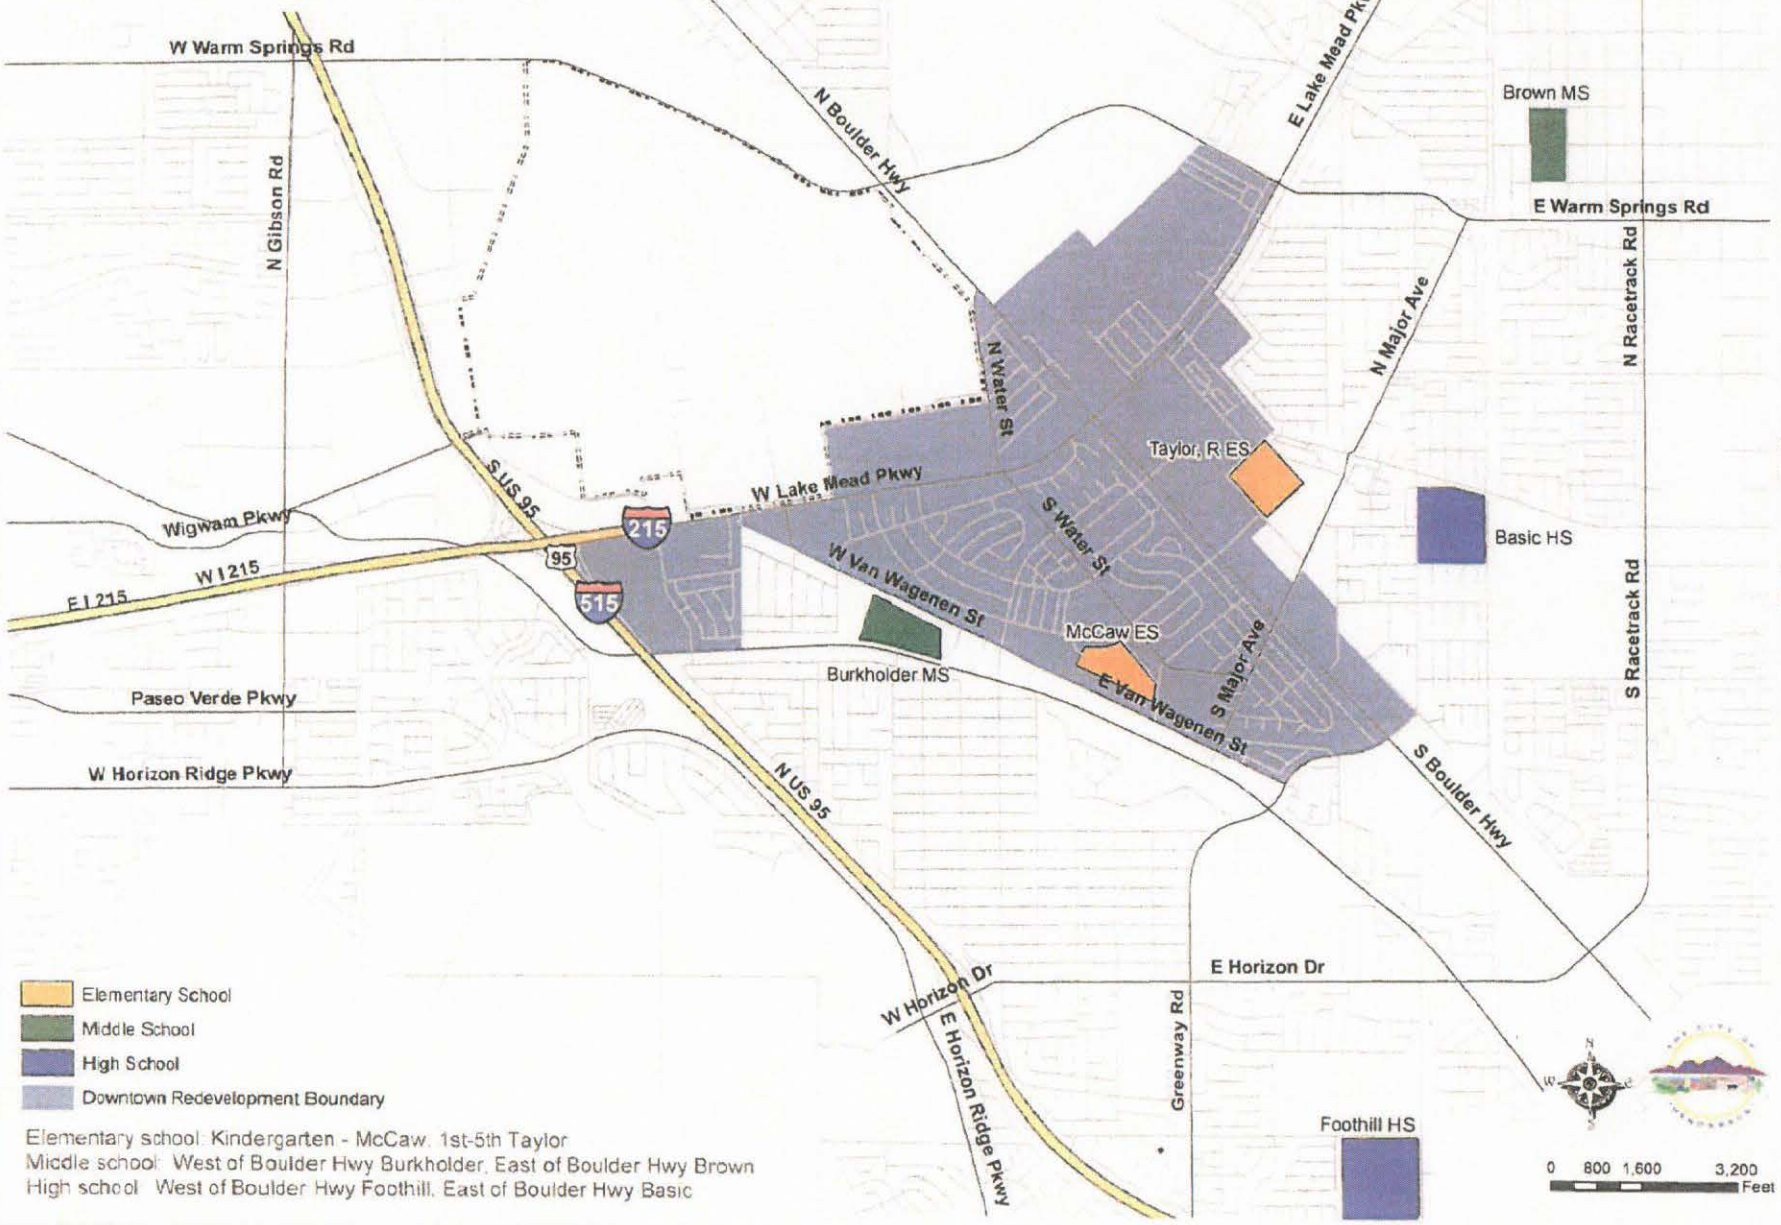 W Warm Springs Rd
N Gibson Rd
N Boulder Hwy
E Lake Mead Pkwy
Brown MS
E Warm Springs Rd
N Racetrack Rd
N Major Ave
N Water St
Taylor, R ES
W Lake Mead Pkwy
S US 95
Wigwam Pkwy
215
95
515
W I 215
E I 215
S Water St
W Van Wagenen St
Basic HS
S Racetrack Rd
McCaw ES
Burkholder MS
E Van Wagenen St
S Major Ave
Paseo Verde Pkwy
W Horizon Ridge Pkwy
N US 95
S Boulder Hwy
E Horizon Dr
W Horizon Dr
E Horizon Ridge Pkwy
Greenway Rd
Foothill HS
Elementary School
Middle School
High School
Downtown Redevelopment Boundary
Elementary school: Kindergarten - McCaw, 1st-5th Taylor
Middle school: West of Boulder Hwy Burkholder, East of Boulder Hwy Brown
High school West of Boulder Hwy Foothill, East of Boulder Hwy Basic
N
W
E
S
0 800 1,600 3,200
Feet